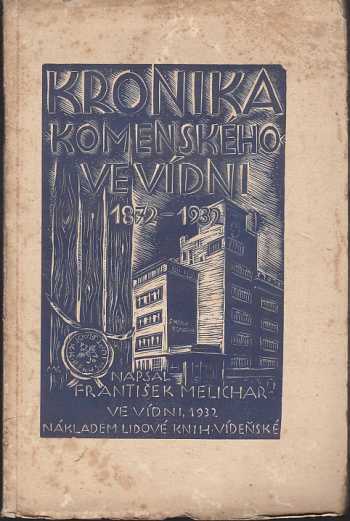 KRONIKA
KOMENSKÉHO
VE VÍDNI
1872-1932
NAPSAL
FRANTIŠEK MELICHAR
VE VÍDNI, 1932
NÁKLADEM LIDOVÉ KNIH. VÍDEŇSKÉ